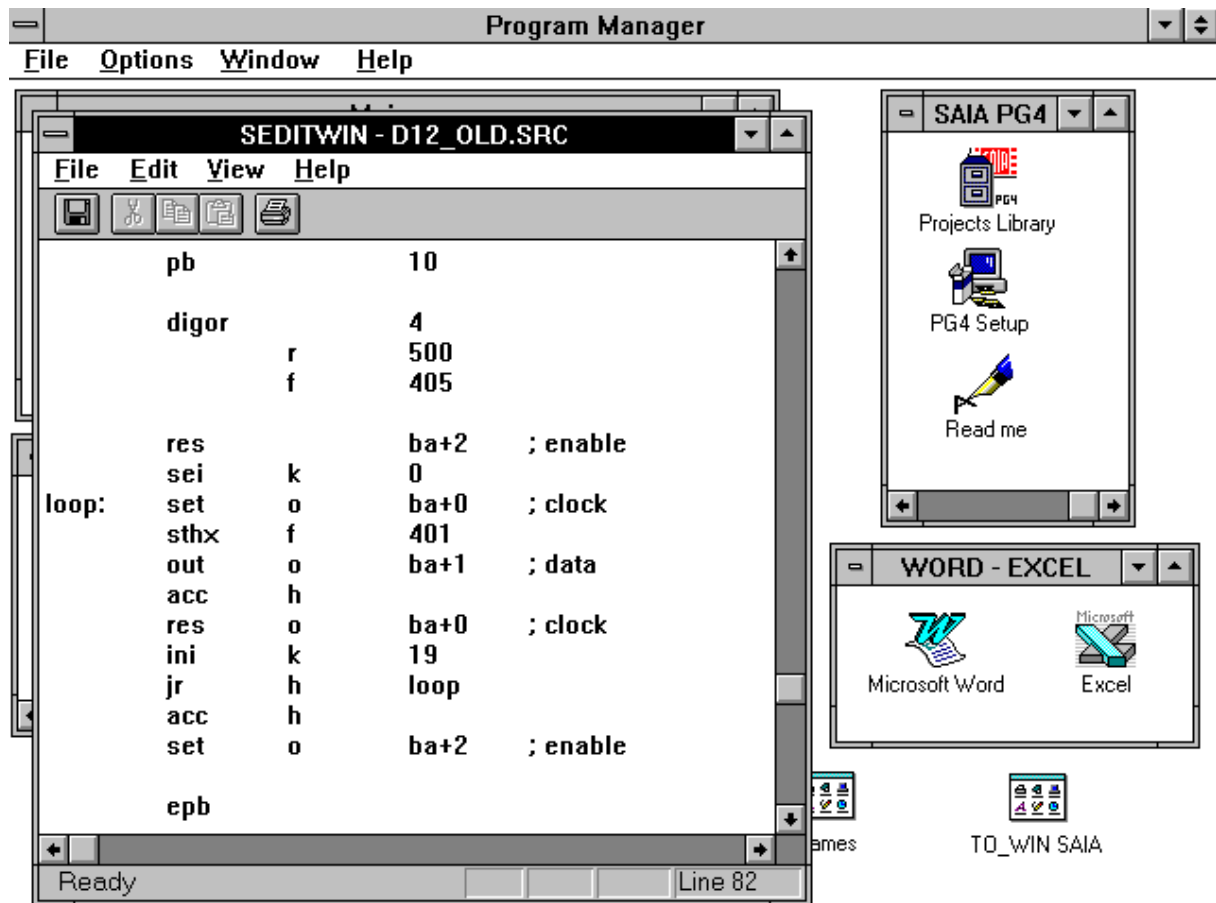 Program Manager
File Options Window Help
SEDITWIN - D12_OLD.SRC
File Edit View Help
pb 10
digor 4
r 500
f 405
res ba+2 ; enable
sei k 0
loop: set o ba+0 ; clock
sthx f 401
out o ba+1 ; data
acc h
res o ba+0 ; clock
ini k 19
jr h loop
acc h
set o ba+2 ; enable
epb
Ready Line 82
SAIA PG4
SAIA
PG4
Projects Library
PG4 Setup
Read me
WORD - EXCEL
Microsoft
Microsoft Word Excel
TO_WIN SAIA